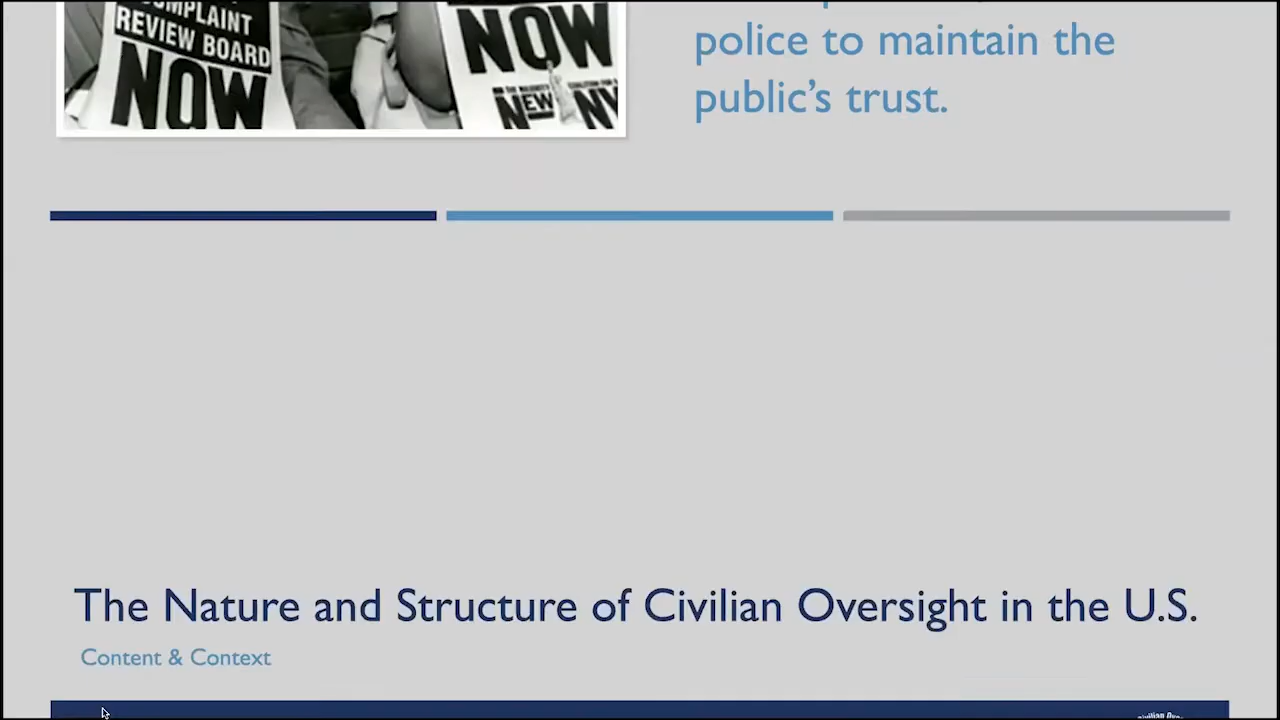 REVIEW BOARD
NOW
NOW
NEW NY
police to maintain the
public's trust.
The Nature and Structure of Civilian Oversight in the U.S.
Content & Context